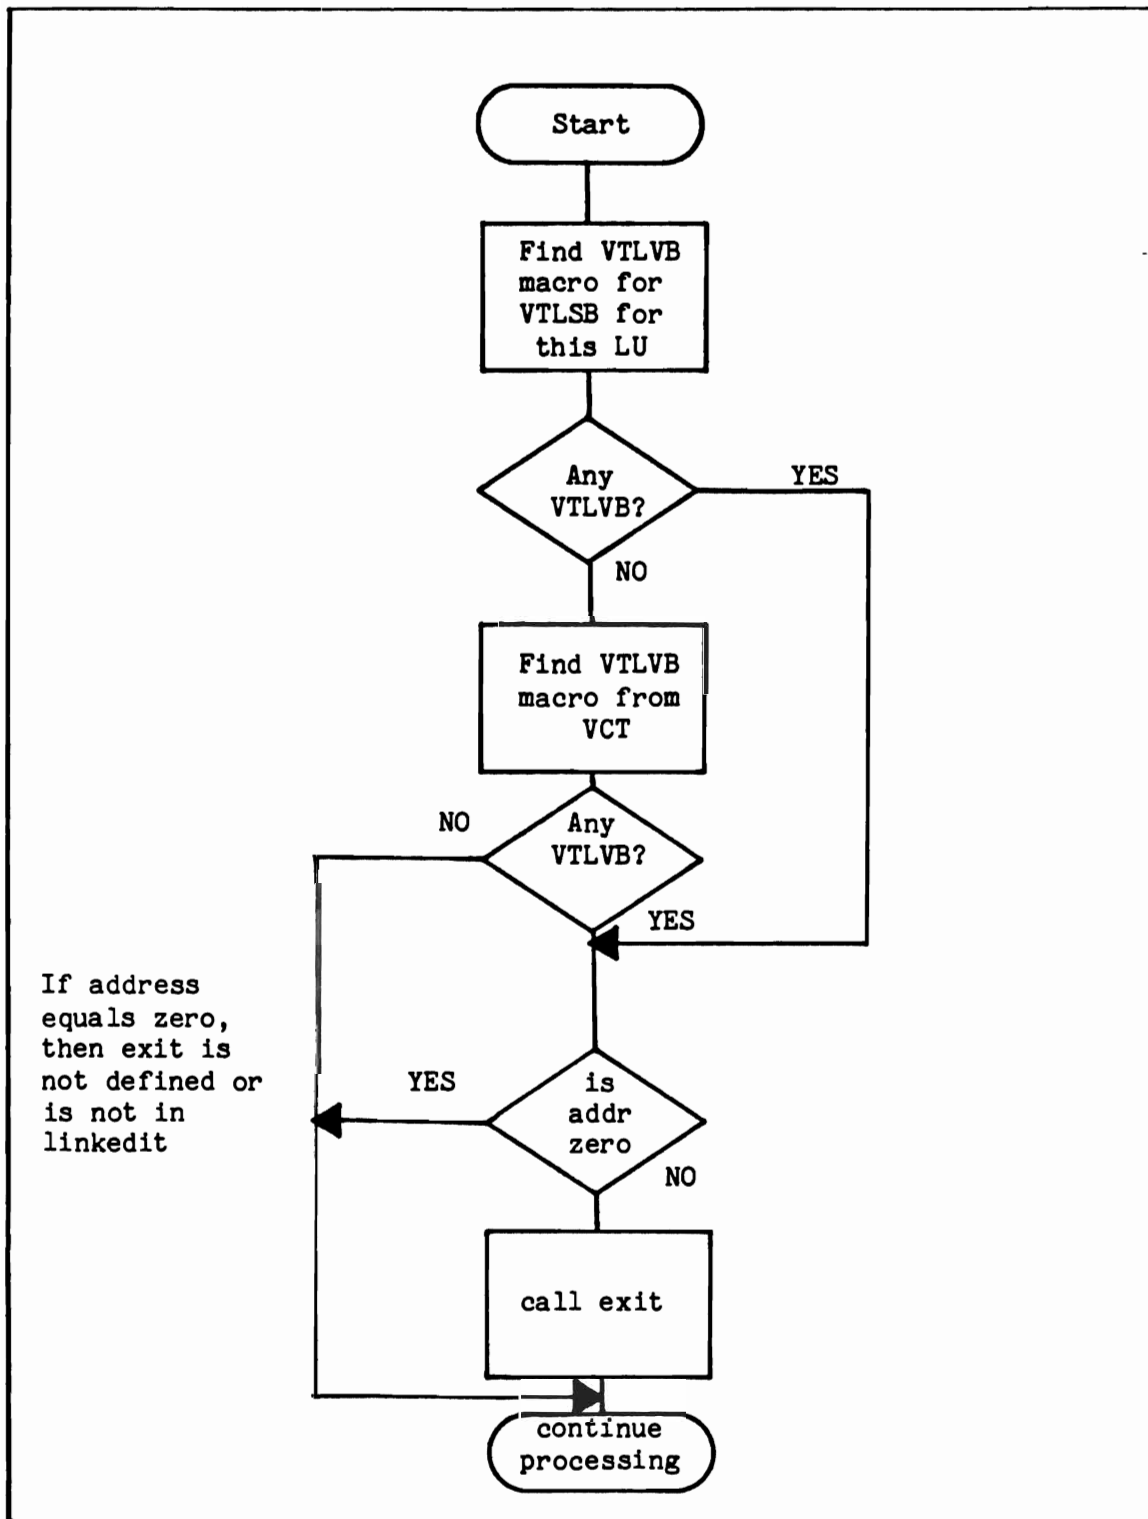 Start
Find VTLVB
macro for
VTLSB for
this LU
Any
VTLVB?
YES
NO
Find VTLVB
macro from
VCT
NO
Any
VTLVB?
YES
If address
equals zero,
then exit is
not defined or
is not in
linkedit
YES
is
addr
zero
NO
call exit
continue
processing